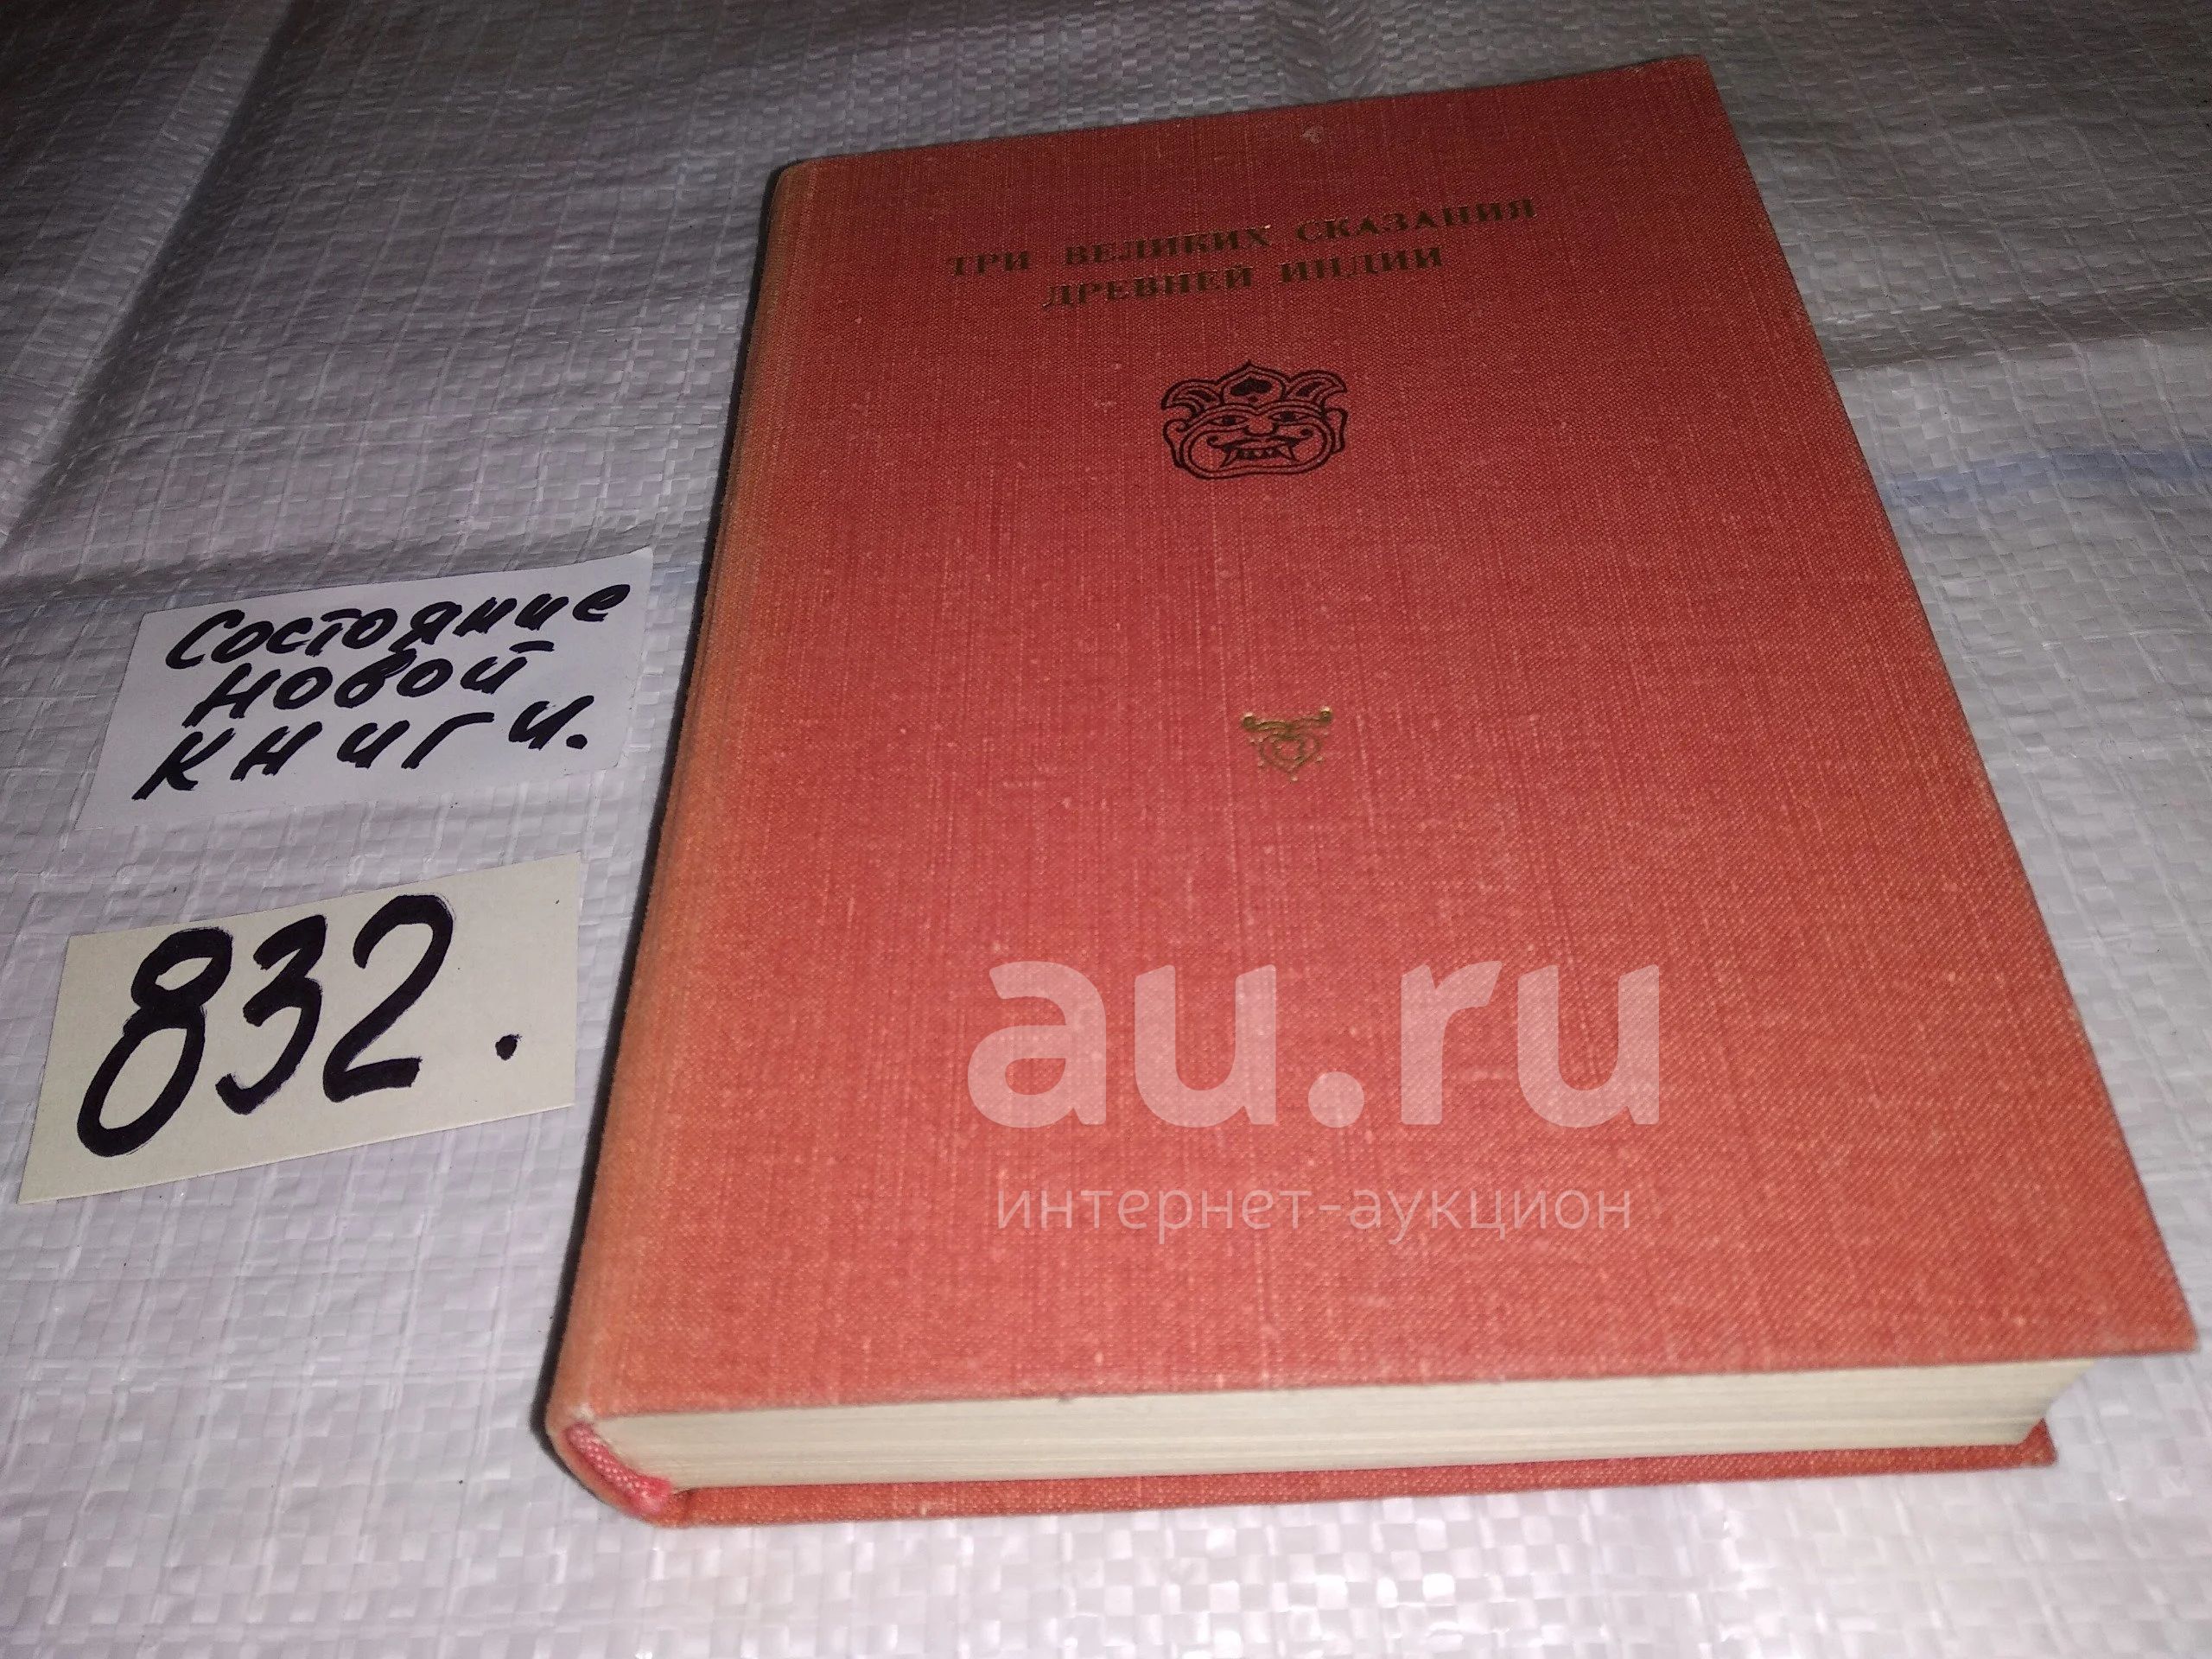 ТРИ ВЕЛИКИХ СКАЗАНИЯ
ДРЕВНЕЙ ИНДИИ
Состояние
новой
книги.
832.
au.ru
интернет-аукцион